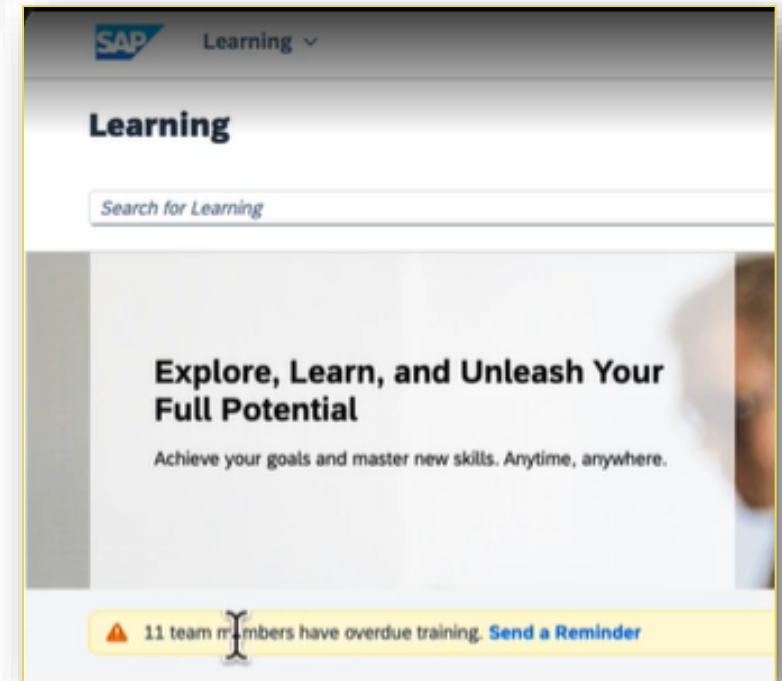 SAP Learning
Learning
Search for Learning
Explore, Learn, and Unleash Your
Full Potential
Achieve your goals and master new skills. Anytime, anywhere.
11 team members have overdue training. Send a Reminder